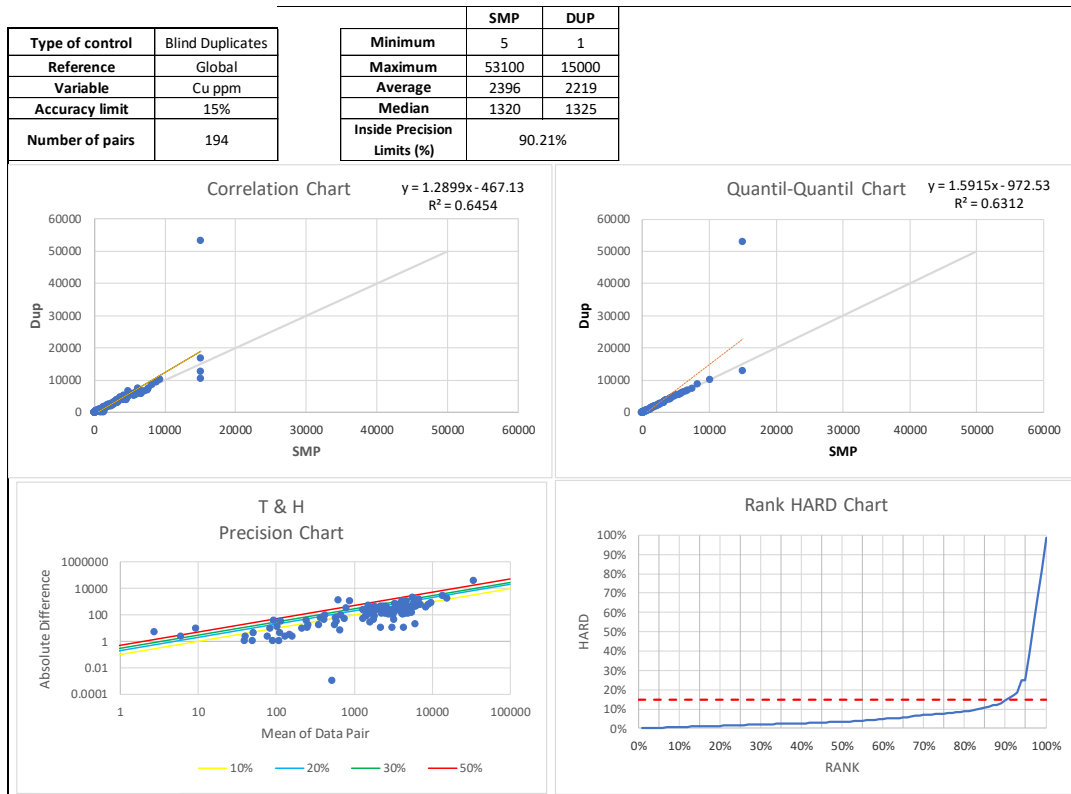 SMP DUP
Type of control Blind Duplicates Minimum 5 1
Reference Global Maximum 53100 15000
Variable Cu ppm Average 2396 2219
Accuracy limit 15% Median 1320 1325
Number of pairs 194 Inside Precision Limits (%) 90.21%
Correlation Chart
y = 1.2899x - 467.13
R² = 0.6454
60000
50000
40000
30000
20000
10000
0
Dup
0 10000 20000 30000 40000 50000 60000
SMP
Quantil-Quantil Chart
y = 1.5915x - 972.53
R² = 0.6312
60000
50000
40000
30000
20000
10000
0
Dup
0 10000 20000 30000 40000 50000 60000
SMP
T & H
Precision Chart
1000000
10000
100
1
0.01
0.0001
Absolute Difference
1 10 100 1000 10000 100000
Mean of Data Pair
10% 20% 30% 50%
Rank HARD Chart
100%
90%
80%
70%
60%
50%
40%
30%
20%
10%
0%
HARD
0% 10% 20% 30% 40% 50% 60% 70% 80% 90% 100%
RANK